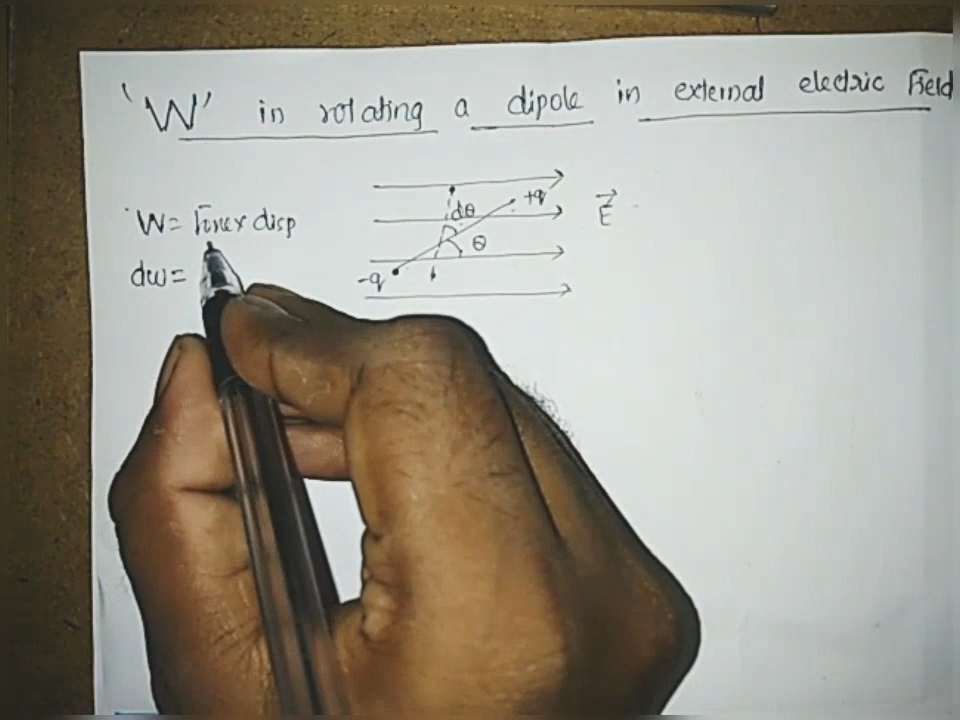 'W' in rotating a dipole in external electric Field
W = Force x disp
dw =
+q
dθ
θ
-q
E